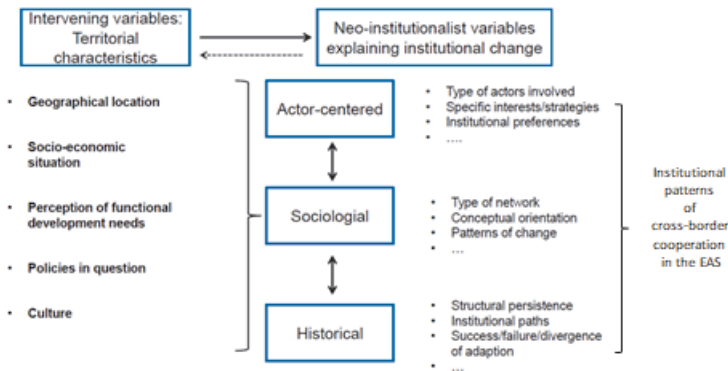 Intervening variables:
Territorial
characteristics
Neo-institutionalist variables
explaining institutional change
• Geographical location
• Socio-economic
situation
• Perception of functional
development needs
• Policies in question
• Culture
Actor-centered
• Type of actors involved
• Specific interests/strategies
• Institutional preferences
• ....
Sociologial
• Type of network
• Conceptual orientation
• Patterns of change
• ...
Historical
• Structural persistence
• Institutional paths
• Success/failure/divergence
of adaption
• ...
Institutional
patterns
of
cross-border
cooperation
in the EAS